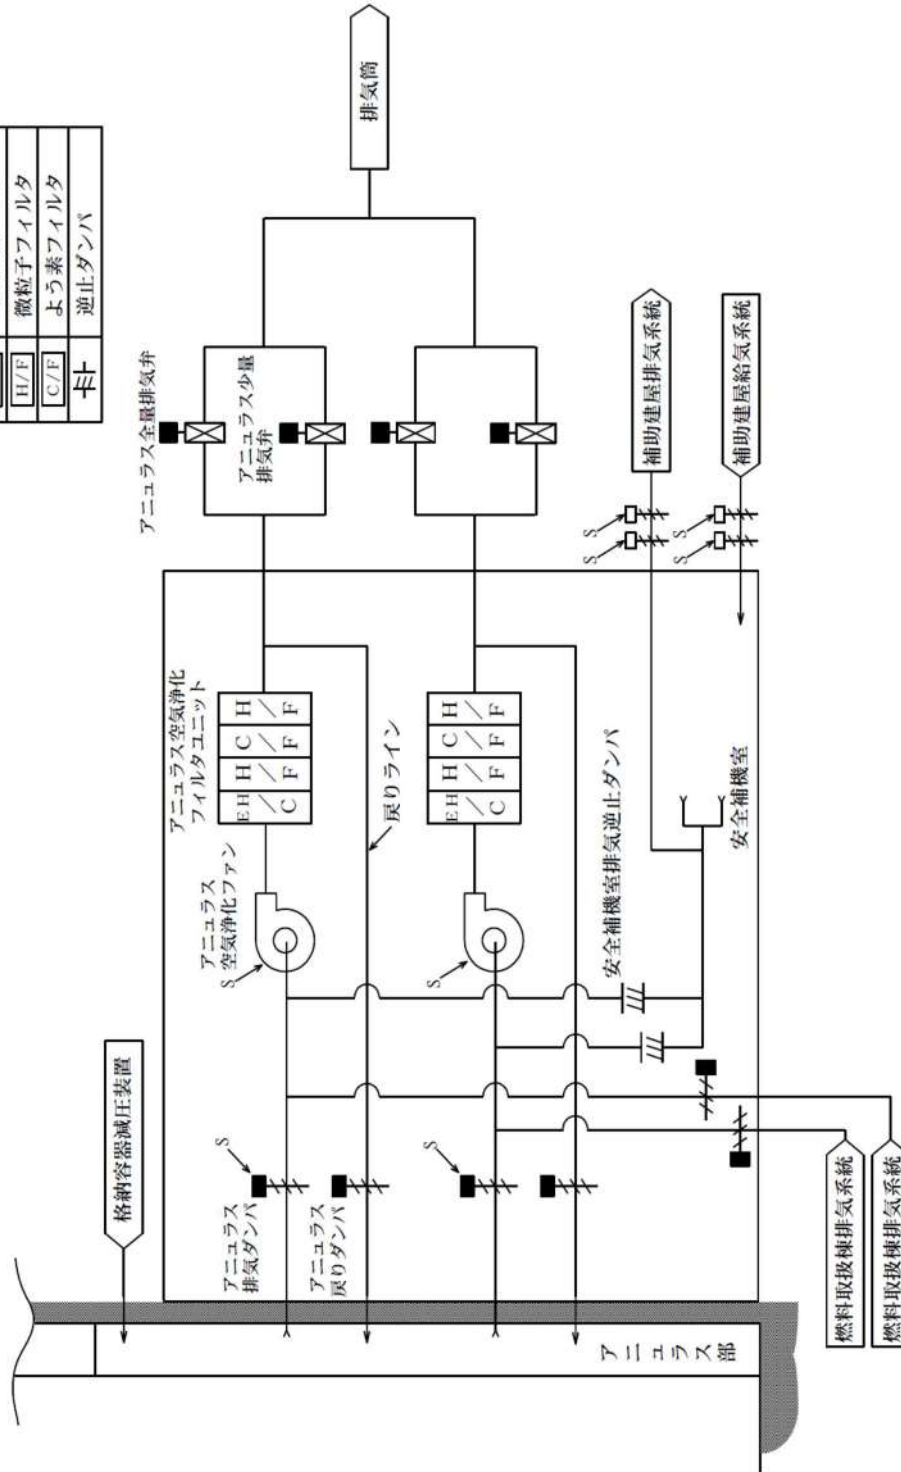 H/F 微粒子フィルタ
C/F よう素フィルタ
逆止ダンパ
排気筒
アニュラス全量排気弁
アニュラス少量
排気弁
補助建屋排気系統
補助建屋給気系統
S
S
S
S
アニュラス空気浄化
フィルタユニット
EH/C
H/F
C/F
H/F
アニュラス
空気浄化ファン
S
戻りライン
EH/C
H/F
C/F
H/F
S
安全補機室排気逆止ダンパ
安全補機室
格納容器減圧装置
S
アニュラス
排気ダンパ
アニュラス
戻りダンパ
S
アニュラス部
燃料取扱棟排気系統
燃料取扱棟排気系統